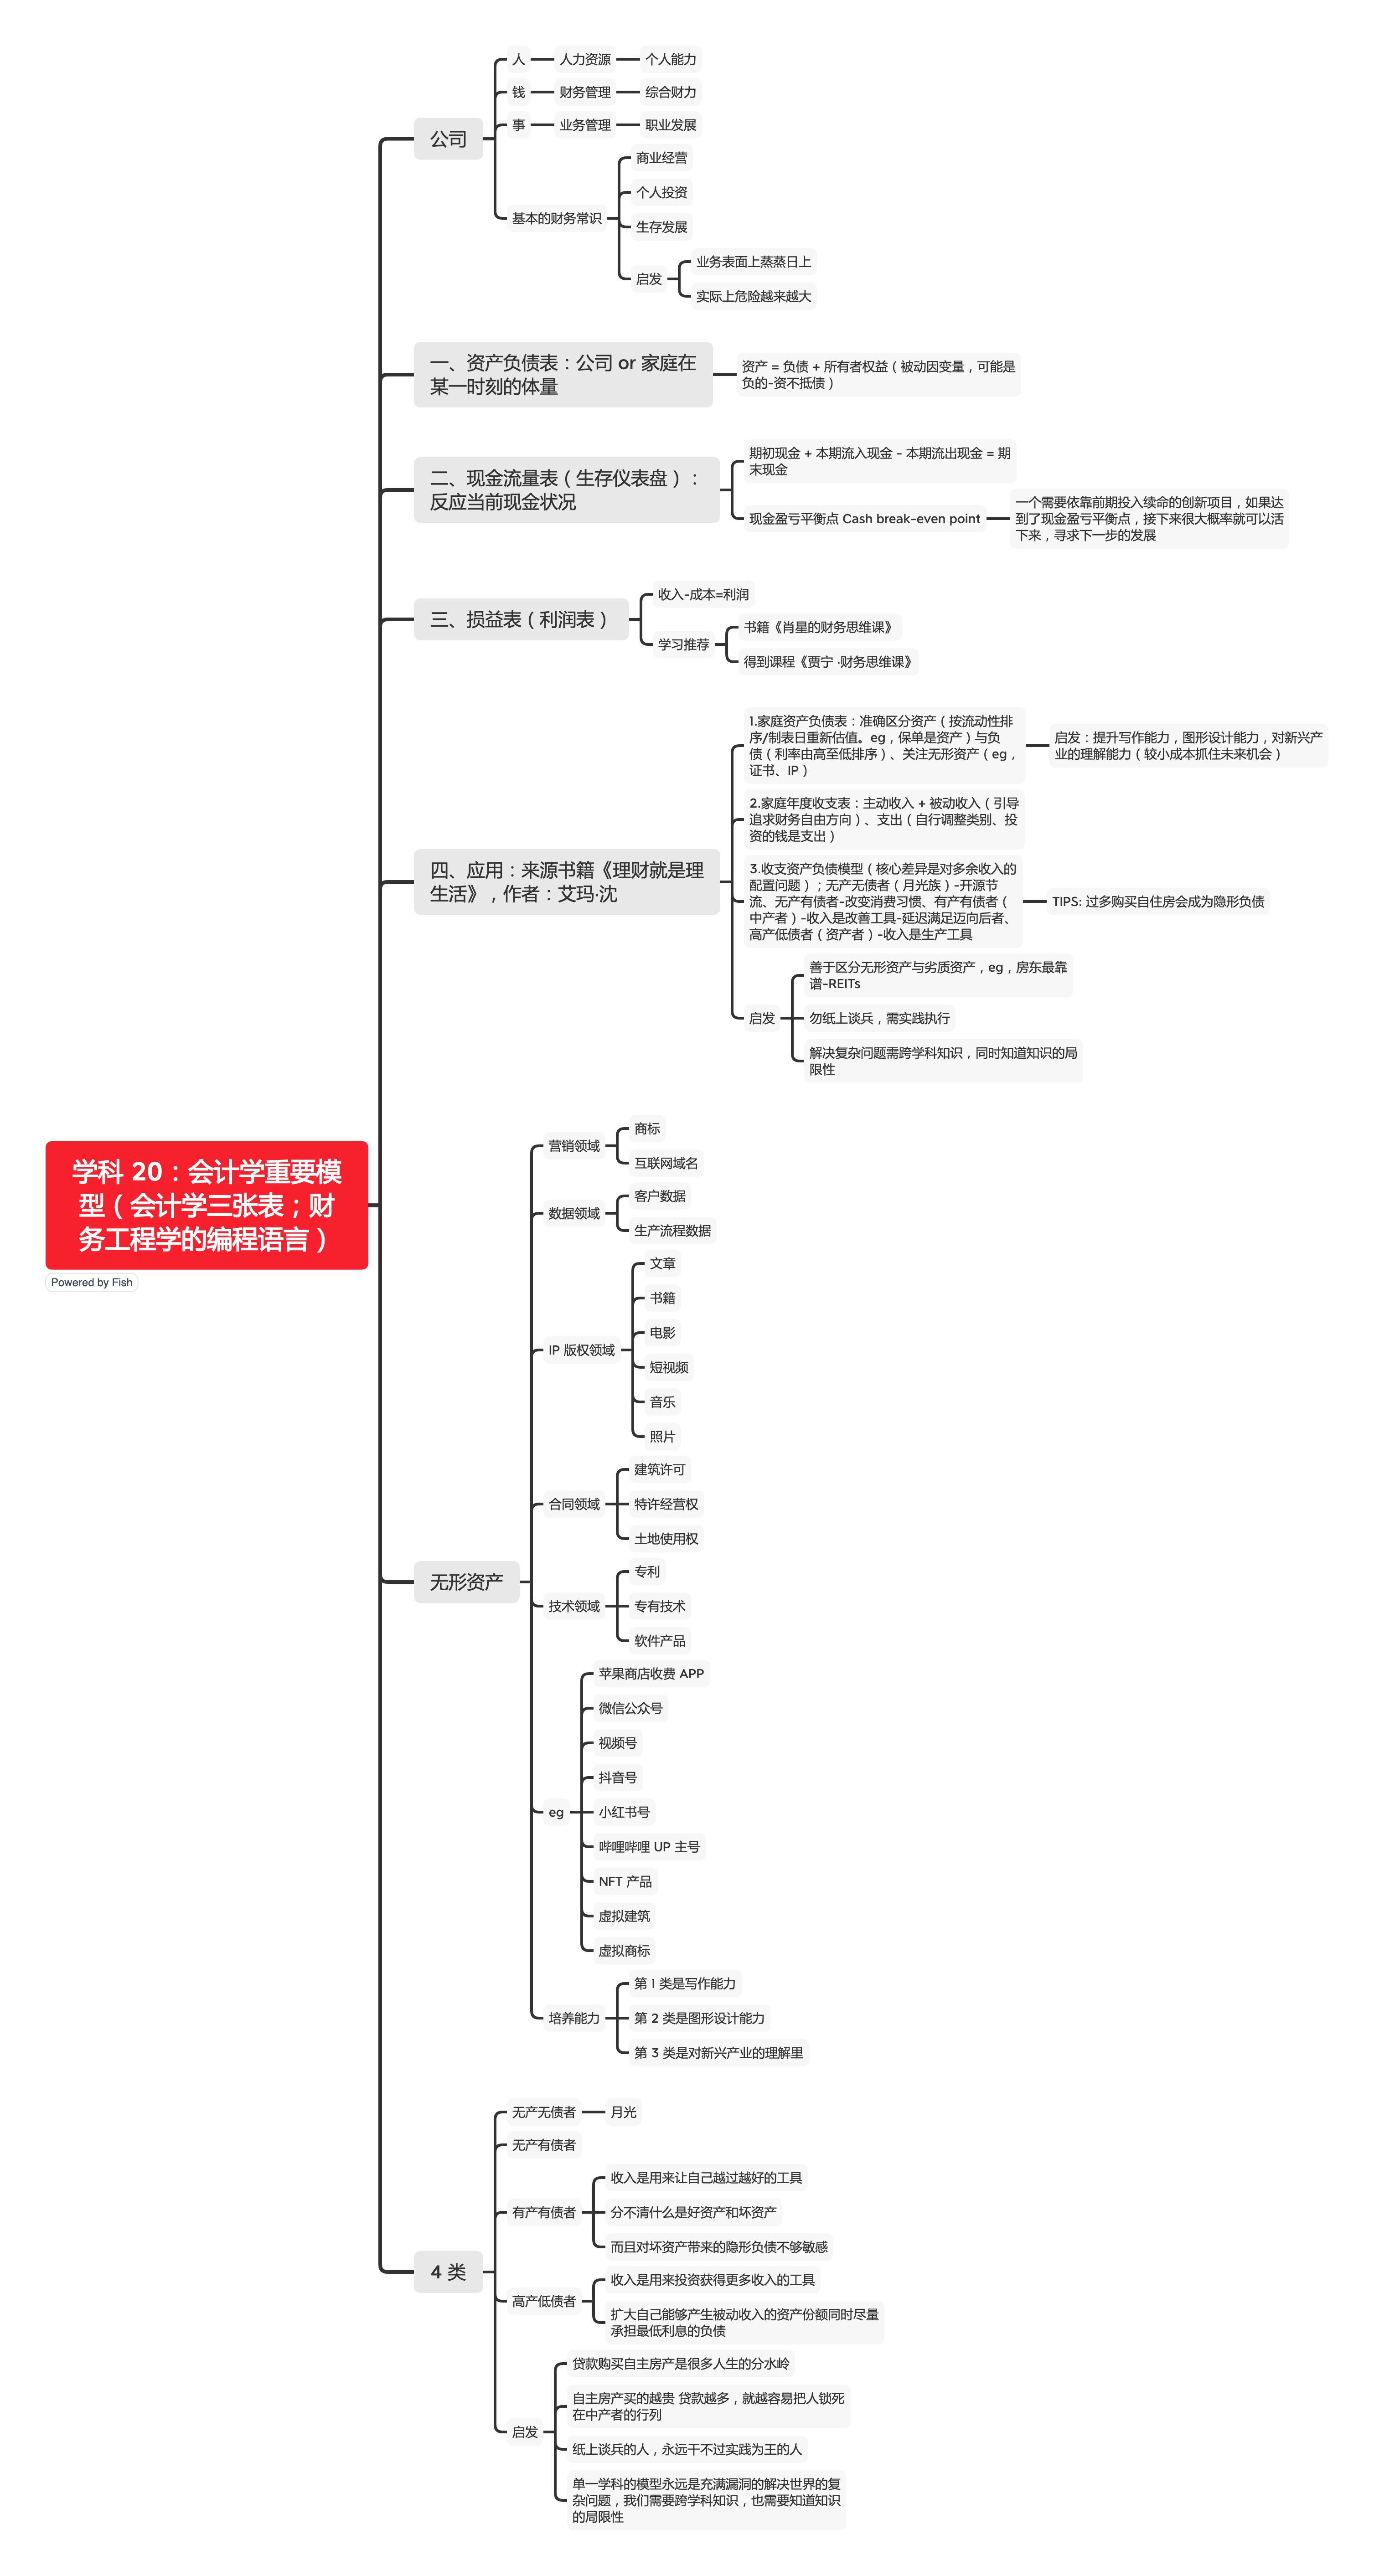 学科 20：会计学重要模
型（会计学三张表；财
务工程学的编程语言）
Powered by Fish
公司
人
人力资源
个人能力
钱
财务管理
综合财力
事
业务管理
职业发展
基本的财务常识
商业经营
个人投资
生存发展
启发
业务表面上蒸蒸日上
实际上危险越来越大
一、资产负债表：公司 or 家庭在
某一时刻的体量
资产 = 负债 + 所有者权益（被动因变量，可能是
负的-资不抵债）
二、现金流量表（生存仪表盘）：
反应当前现金状况
期初现金 + 本期流入现金 - 本期流出现金 = 期
末现金
现金盈亏平衡点 Cash break-even point
一个需要依靠前期投入续命的创新项目，如果达
到了现金盈亏平衡点，接下来很大概率就可以活
下来，寻求下一步的发展
三、损益表（利润表）
收入-成本=利润
学习推荐
书籍《肖星的财务思维课》
得到课程《贾宁 ·财务思维课》
四、应用：来源书籍《理财就是理
生活》，作者：艾玛·沈
1.家庭资产负债表：准确区分资产（按流动性排
序/制表日重新估值。eg，保单是资产）与负
债（利率由高至低排序）、关注无形资产（eg，
证书、IP）
启发：提升写作能力，图形设计能力，对新兴产
业的理解能力（较小成本抓住未来机会）
2.家庭年度收支表：主动收入 + 被动收入（引导
追求财务自由方向）、支出（自行调整类别、投
资的钱是支出）
3.收支资产负债模型（核心差异是对多余收入的
配置问题）；无产无债者（月光族）-开源节
流、无产有债者-改变消费习惯、有产有债者（
中产者）-收入是改善工具-延迟满足迈向后者、
高产低债者（资产者）-收入是生产工具
TIPS: 过多购买自住房会成为隐形负债
启发
善于区分无形资产与劣质资产，eg，房东最靠
谱-REITs
勿纸上谈兵，需实践执行
解决复杂问题需跨学科知识，同时知道知识的局
限性
无形资产
营销领域
商标
互联网域名
数据领域
客户数据
生产流程数据
IP 版权领域
文章
书籍
电影
短视频
音乐
照片
合同领域
建筑许可
特许经营权
土地使用权
技术领域
专利
专有技术
软件产品
eg
苹果商店收费 APP
微信公众号
视频号
抖音号
小红书号
哔哩哔哩 UP 主号
NFT 产品
虚拟建筑
虚拟商标
培养能力
第 1 类是写作能力
第 2 类是图形设计能力
第 3 类是对新兴产业的理解里
4 类
无产无债者
月光
无产有债者
有产有债者
收入是用来让自己越过越好的工具
分不清什么是好资产和坏资产
而且对坏资产带来的隐形负债不够敏感
高产低债者
收入是用来投资获得更多收入的工具
扩大自己能够产生被动收入的资产份额同时尽量
承担最低利息的负债
启发
贷款购买自主房产是很多人生的分水岭
自主房产买的越贵 贷款越多，就越容易把人锁死
在中产者的行列
纸上谈兵的人，永远干不过实践为王的人
单一学科的模型永远是充满漏洞的解决世界的复
杂问题，我们需要跨学科知识，也需要知道知识
的局限性